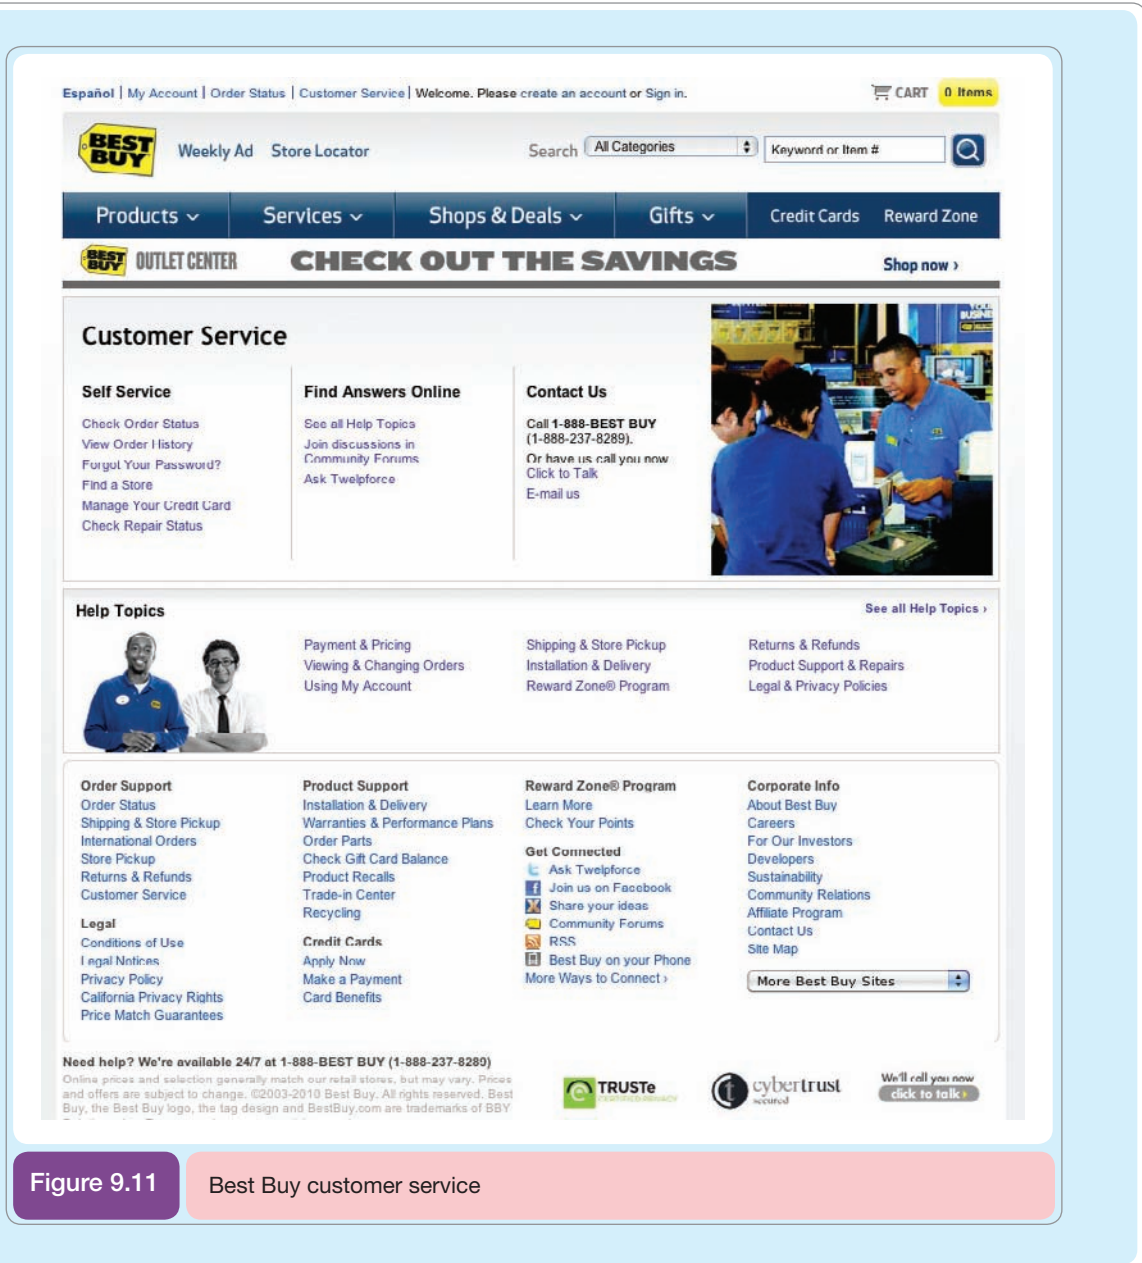 Español | My Account | Order Status | Customer Service | Welcome. Please create an account or Sign in.
CART 0 Items
BEST BUY
Weekly Ad Store Locator
Search All Categories Keyword or Item #
Products Services Shops & Deals Gifts Credit Cards Reward Zone
BEST BUY OUTLET CENTER CHECK OUT THE SAVINGS Shop now ›
Customer Service
Self Service
Check Order Status
View Order History
Forgot Your Password?
Find a Store
Manage Your Credit Card
Check Repair Status
Find Answers Online
See all Help Topics
Join discussions in
Community Forums
Ask Twelpforce
Contact Us
Call 1-888-BEST BUY
(1-888-237-8289).
Or have us call you now
Click to Talk
E-mail us
YOUR
BUSINE
Help Topics
See all Help Topics ›
Payment & Pricing
Viewing & Changing Orders
Using My Account
Shipping & Store Pickup
Installation & Delivery
Reward Zone® Program
Returns & Refunds
Product Support & Repairs
Legal & Privacy Policies
Order Support
Order Status
Shipping & Store Pickup
International Orders
Store Pickup
Returns & Refunds
Customer Service
Legal
Conditions of Use
Legal Notices
Privacy Policy
California Privacy Rights
Price Match Guarantees
Product Support
Installation & Delivery
Warranties & Performance Plans
Order Parts
Check Gift Card Balance
Product Recalls
Trade-in Center
Recycling
Credit Cards
Apply Now
Make a Payment
Card Benefits
Reward Zone® Program
Learn More
Check Your Points
Get Connected
Ask Twelpforce
Join us on Facebook
Share your ideas
Community Forums
RSS
Best Buy on your Phone
More Ways to Connect ›
Corporate Info
About Best Buy
Careers
For Our Investors
Developers
Sustainability
Community Relations
Affiliate Program
Contact Us
Site Map
More Best Buy Sites
Need help? We're available 24/7 at 1-888-BEST BUY (1-888-237-8289)
Online prices and selection generally match our retail stores, but may vary. Prices
and offers are subject to change. ©2003-2010 Best Buy. All rights reserved. Best
Buy, the Best Buy logo, the tag design and BestBuy.com are trademarks of BBY
TRUSTe
CERTIFIED PRIVACY
cybertrust
secured
We'll call you now
click to talk
Figure 9.11 Best Buy customer service